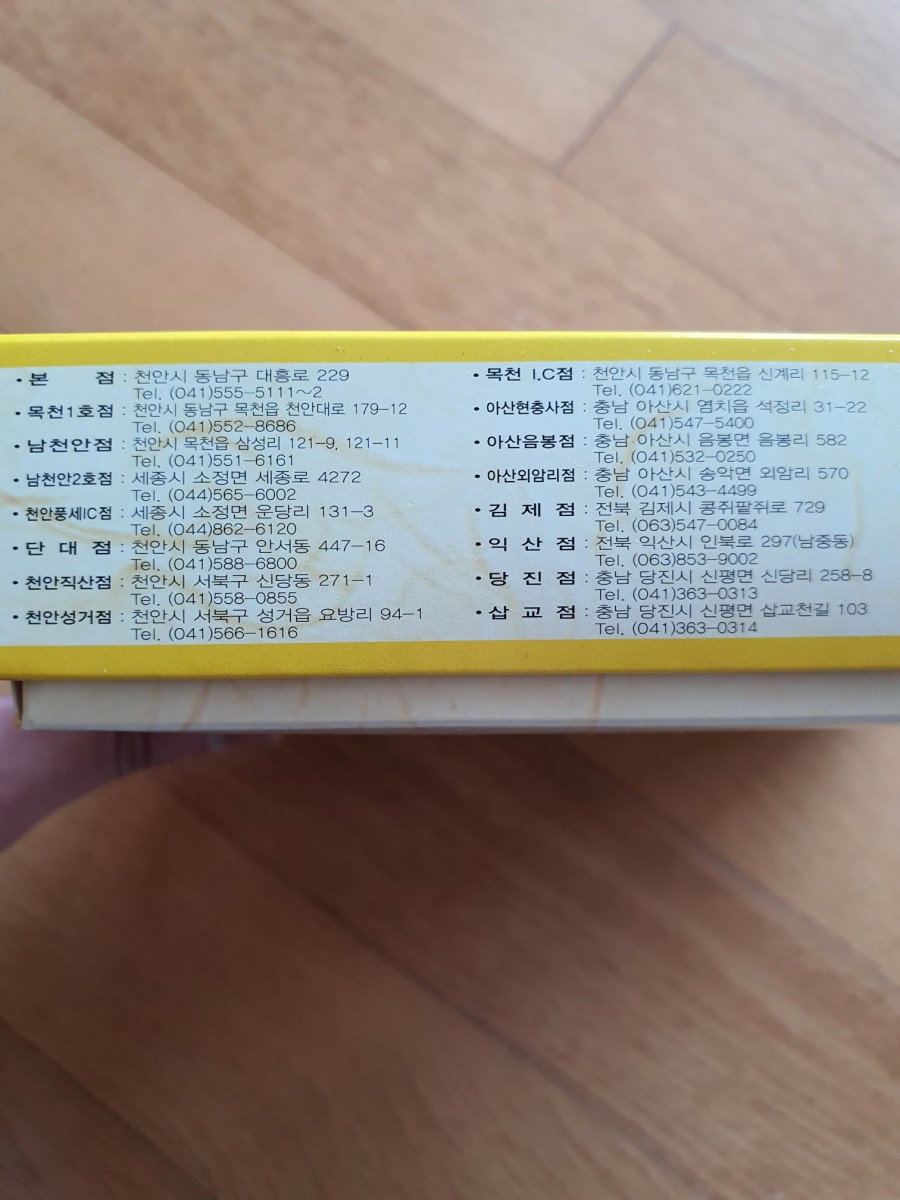 • 본 점 : 천안시 동남구 대흥로 229
Tel. (041)555-5111~2
• 목천1호점 : 천안시 동남구 목천읍 천안대로 179-12
Tel. (041)552-8686
• 남천안점 : 천안시 목천읍 삼성리 121-9, 121-11
Tel. (041)551-6161
• 남천안2호점 : 세종시 소정면 세종로 4272
Tel. (044)565-6002
• 천안풍세IC점 : 세종시 소정면 운당리 131-3
Tel. (044)862-6120
• 단 대 점 : 천안시 동남구 안서동 447-16
Tel. (041)588-6800
• 천안직산점 : 천안시 서북구 신당동 271-1
Tel. (041)558-0855
• 천안성거점 : 천안시 서북구 성거읍 요방리 94-1
Tel. (041)566-1616
• 목천 I.C점 : 천안시 동남구 목천읍 신계리 115-12
Tel. (041)621-0222
• 아산현충사점 : 충남 아산시 염치읍 석정리 31-22
Tel. (041)547-5400
• 아산음봉점 : 충남 아산시 음봉면 음봉리 582
Tel. (041)532-0250
• 아산외암리점 : 충남 아산시 송악면 외암리 570
Tel. (041)543-4499
• 김 제 점 : 전북 김제시 콩쥐팥쥐로 729
Tel. (063)547-0084
• 익 산 점 : 전북 익산시 인북로 297(남중동)
Tel. (063)853-9002
• 당 진 점 : 충남 당진시 신평면 신당리 258-8
Tel. (041)363-0313
• 삽 교 점 : 충남 당진시 신평면 삽교천길 103
Tel. (041)363-0314